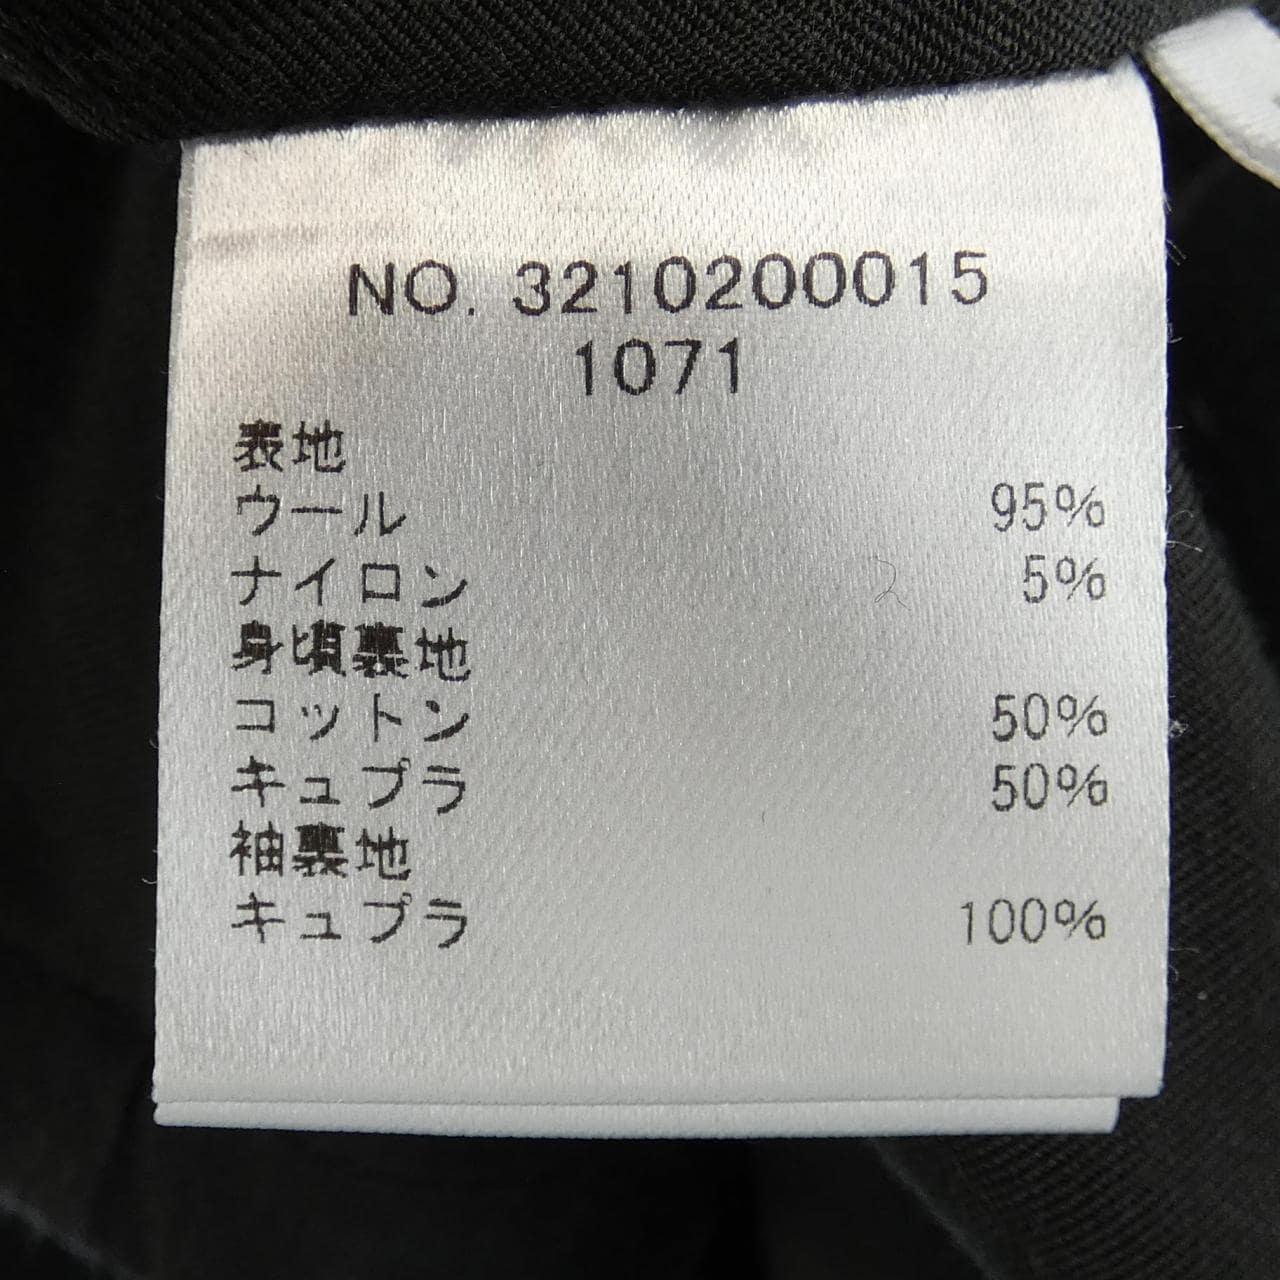 NO. 3210200015
1071
表地
ウール 95%
ナイロン 5%
身頃裏地
コットン 50%
キュプラ 50%
袖裏地
キュプラ 100%